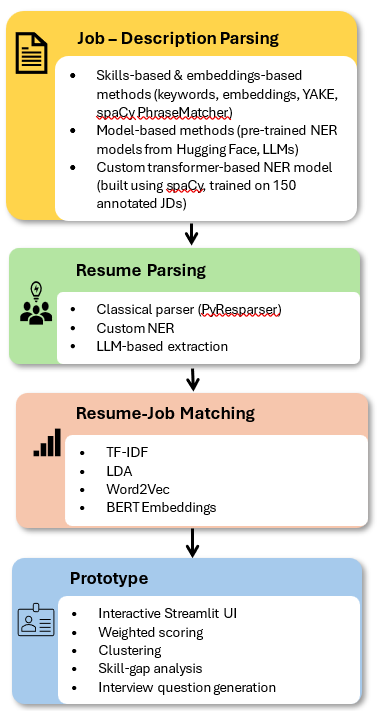 Job – Description Parsing
• Skills-based & embeddings-based
methods (keywords, embeddings, YAKE,
spaCy PhraseMatcher)
• Model-based methods (pre-trained NER
models from Hugging Face, LLMs)
• Custom transformer-based NER model
(built using spaCy, trained on 150
annotated JDs)
Resume Parsing
• Classical parser (PyResparser)
• Custom NER
• LLM-based extraction
Resume-Job Matching
• TF-IDF
• LDA
• Word2Vec
• BERT Embeddings
Prototype
• Interactive Streamlit UI
• Weighted scoring
• Clustering
• Skill-gap analysis
• Interview question generation